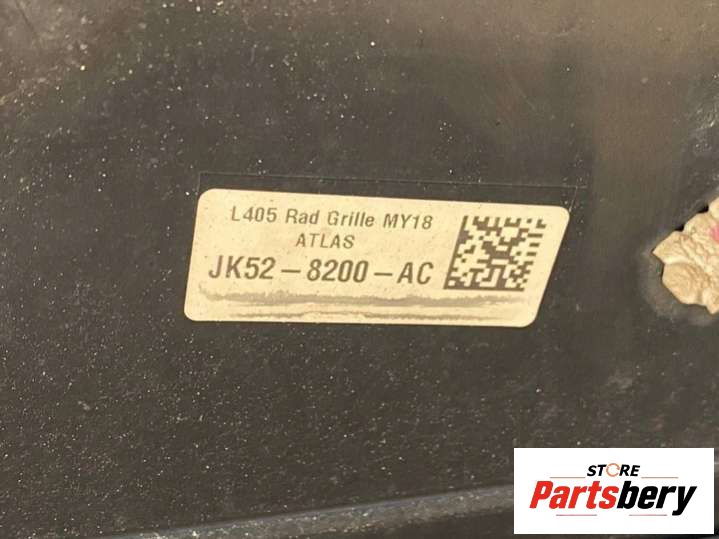 L405 Rad Grille MY18
ATLAS
JK52-8200-AC
STORE
Partsbery